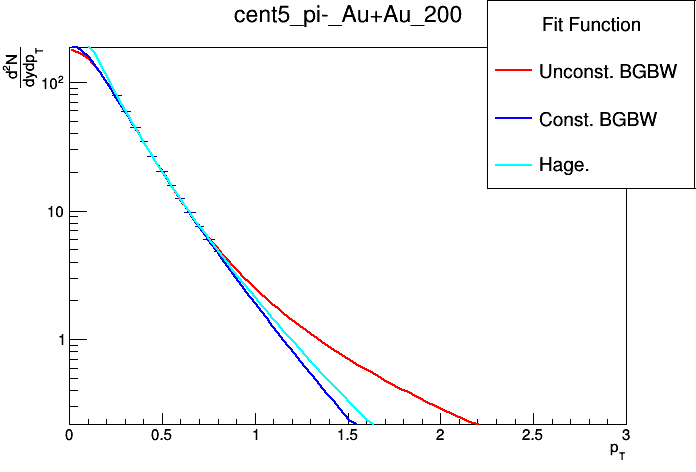 cent5_pi-_Au+Au_200
Fit Function
Unconst. BGBW
Const. BGBW
Hage.
d²N
dydp_T
10²
10
1
0 0.5 1 1.5 2 2.5 3
p_T